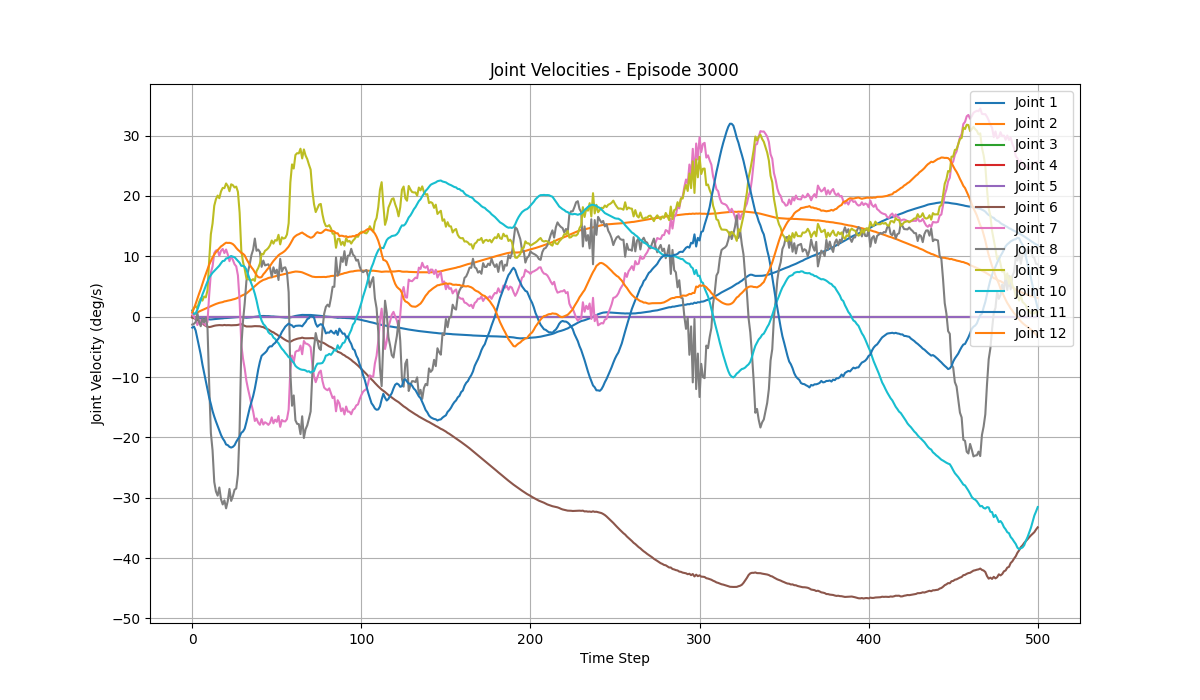 Joint Velocities - Episode 3000
Joint Velocity (deg/s)
30
20
10
0
−10
−20
−30
−40
−50
0
100
200
300
400
500
Time Step
Joint 1
Joint 2
Joint 3
Joint 4
Joint 5
Joint 6
Joint 7
Joint 8
Joint 9
Joint 10
Joint 11
Joint 12